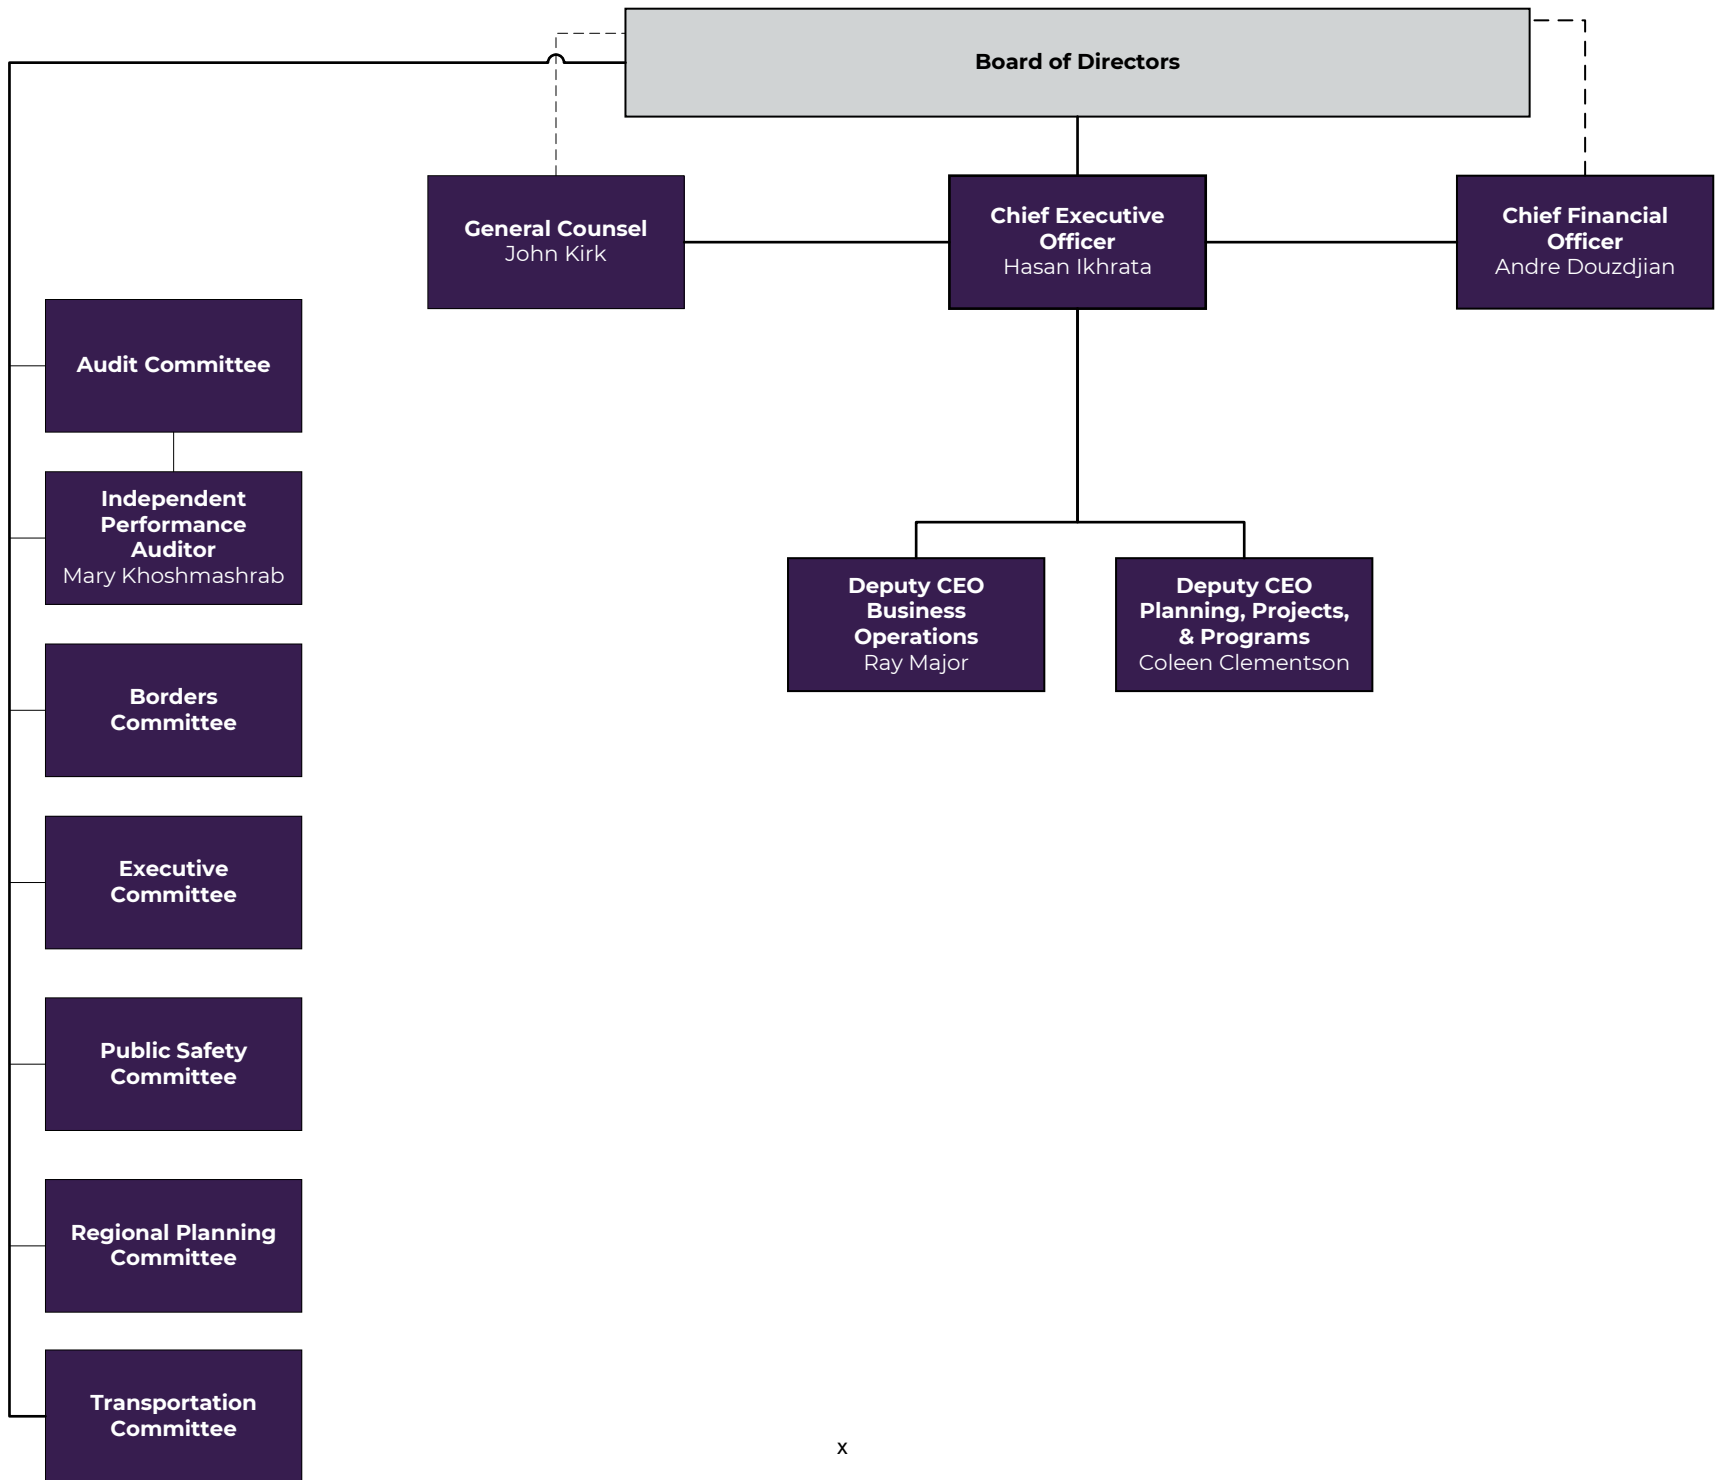 Board of Directors
General Counsel
John Kirk
Chief Executive
Officer
Hasan Ikhrata
Chief Financial
Officer
Andre Douzdjian
Audit Committee
Independent
Performance
Auditor
Mary Khoshmashrab
Deputy CEO
Business
Operations
Ray Major
Deputy CEO
Planning, Projects,
& Programs
Coleen Clementson
Borders
Committee
Executive
Committee
Public Safety
Committee
Regional Planning
Committee
Transportation
Committee
x